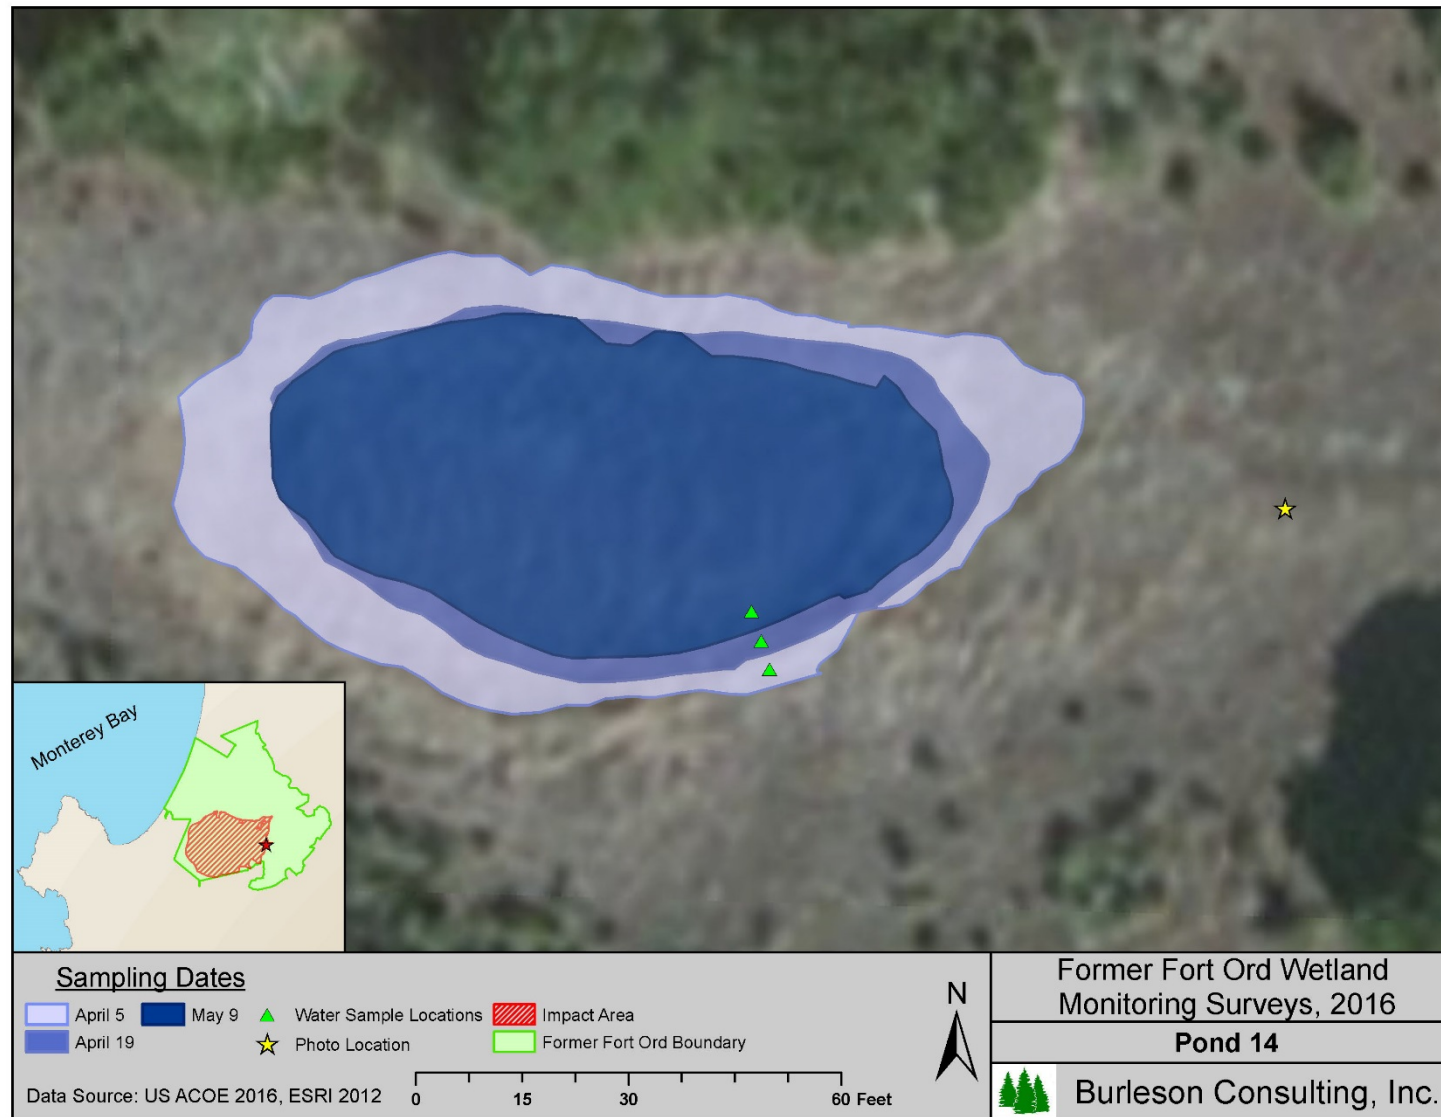 Monterey Bay
Sampling Dates
April 5
May 9
Water Sample Locations
Impact Area
April 19
Photo Location
Former Fort Ord Boundary
Data Source: US ACOE 2016, ESRI 2012
0 15 30 60 Feet
N
Former Fort Ord Wetland
Monitoring Surveys, 2016
Pond 14
Burleson Consulting, Inc.